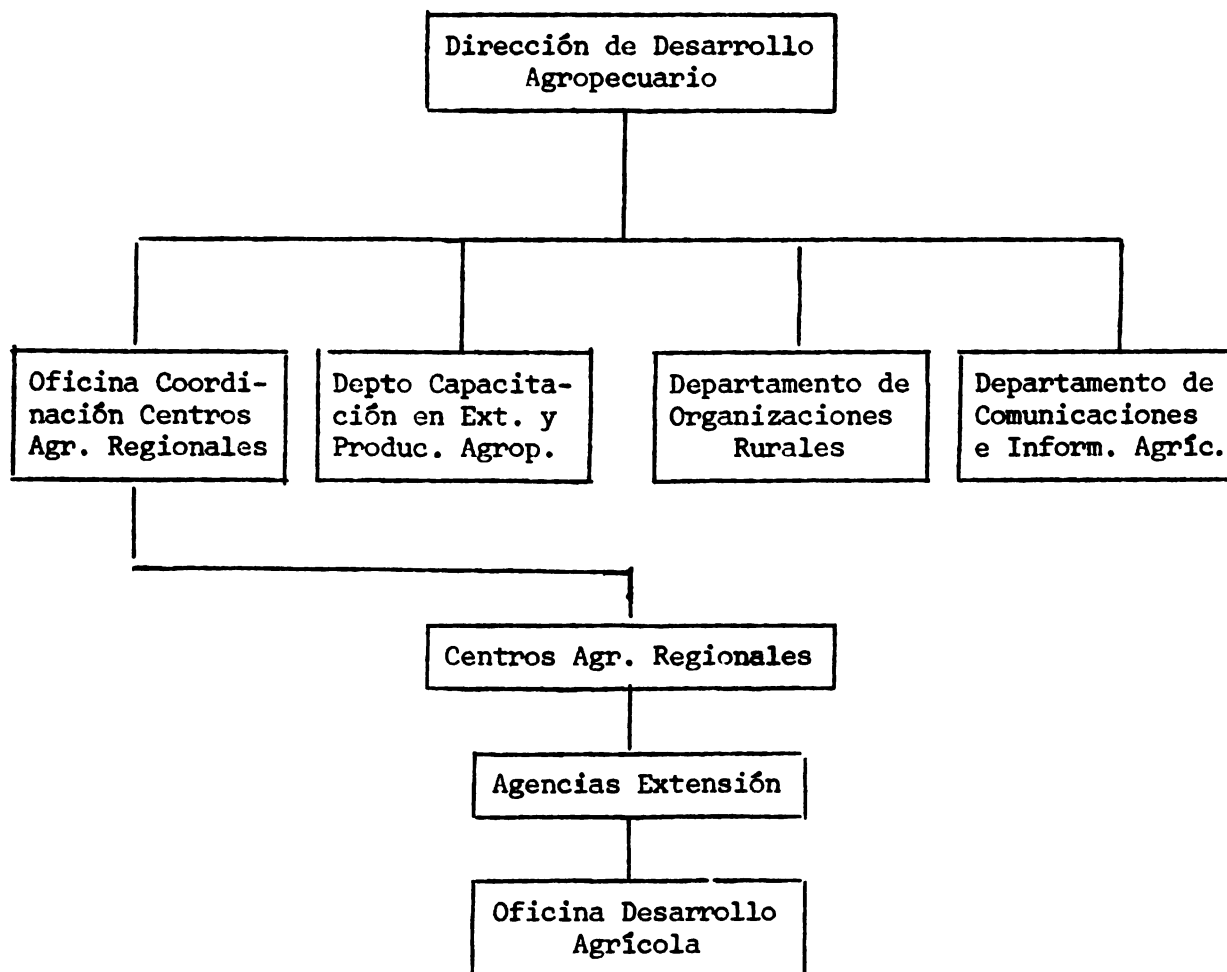 Dirección de Desarrollo
Agropecuario
Oficina Coordi-
nación Centros
Agr. Regionales
Depto Capacita-
ción en Ext. y
Produc. Agrop.
Departamento de
Organizaciones
Rurales
Departamento de
Comunicaciones
e Inform. Agríc.
Centros Agr. Regionales
Agencias Extensión
Oficina Desarrollo
Agrícola